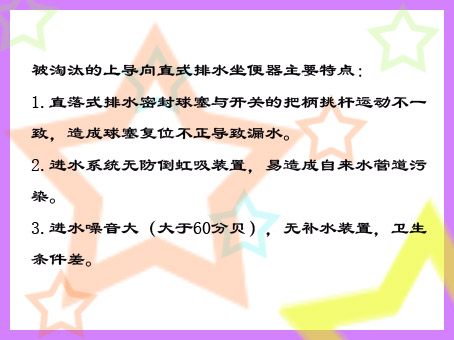 被淘汰的上导向直式排水坐便器主要特点：
1.直落式排水密封球塞与开关的把柄挑杆运动不一
致，造成球塞复位不正导致漏水。
2.进水系统无防倒虹吸装置，易造成自来水管道污
染。
3.进水噪音大（大于60分贝），无补水装置，卫生
条件差。